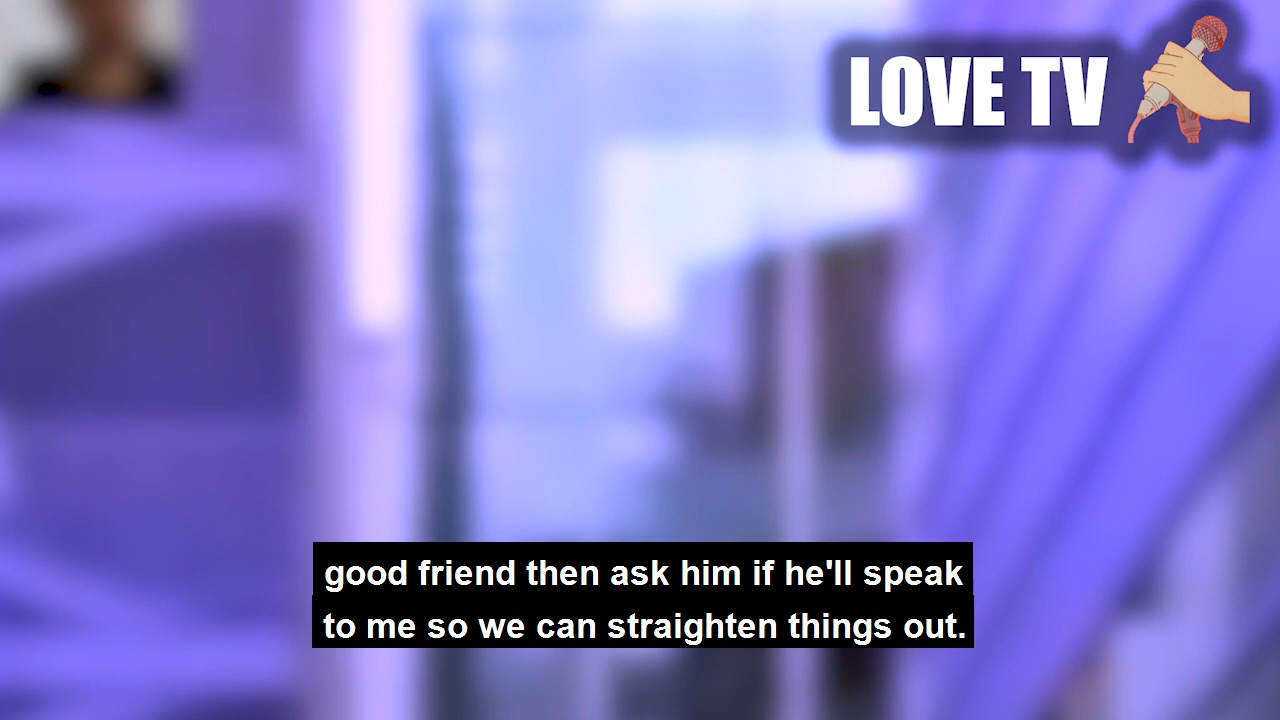 LOVE TV
good friend then ask him if he'll speak
to me so we can straighten things out.